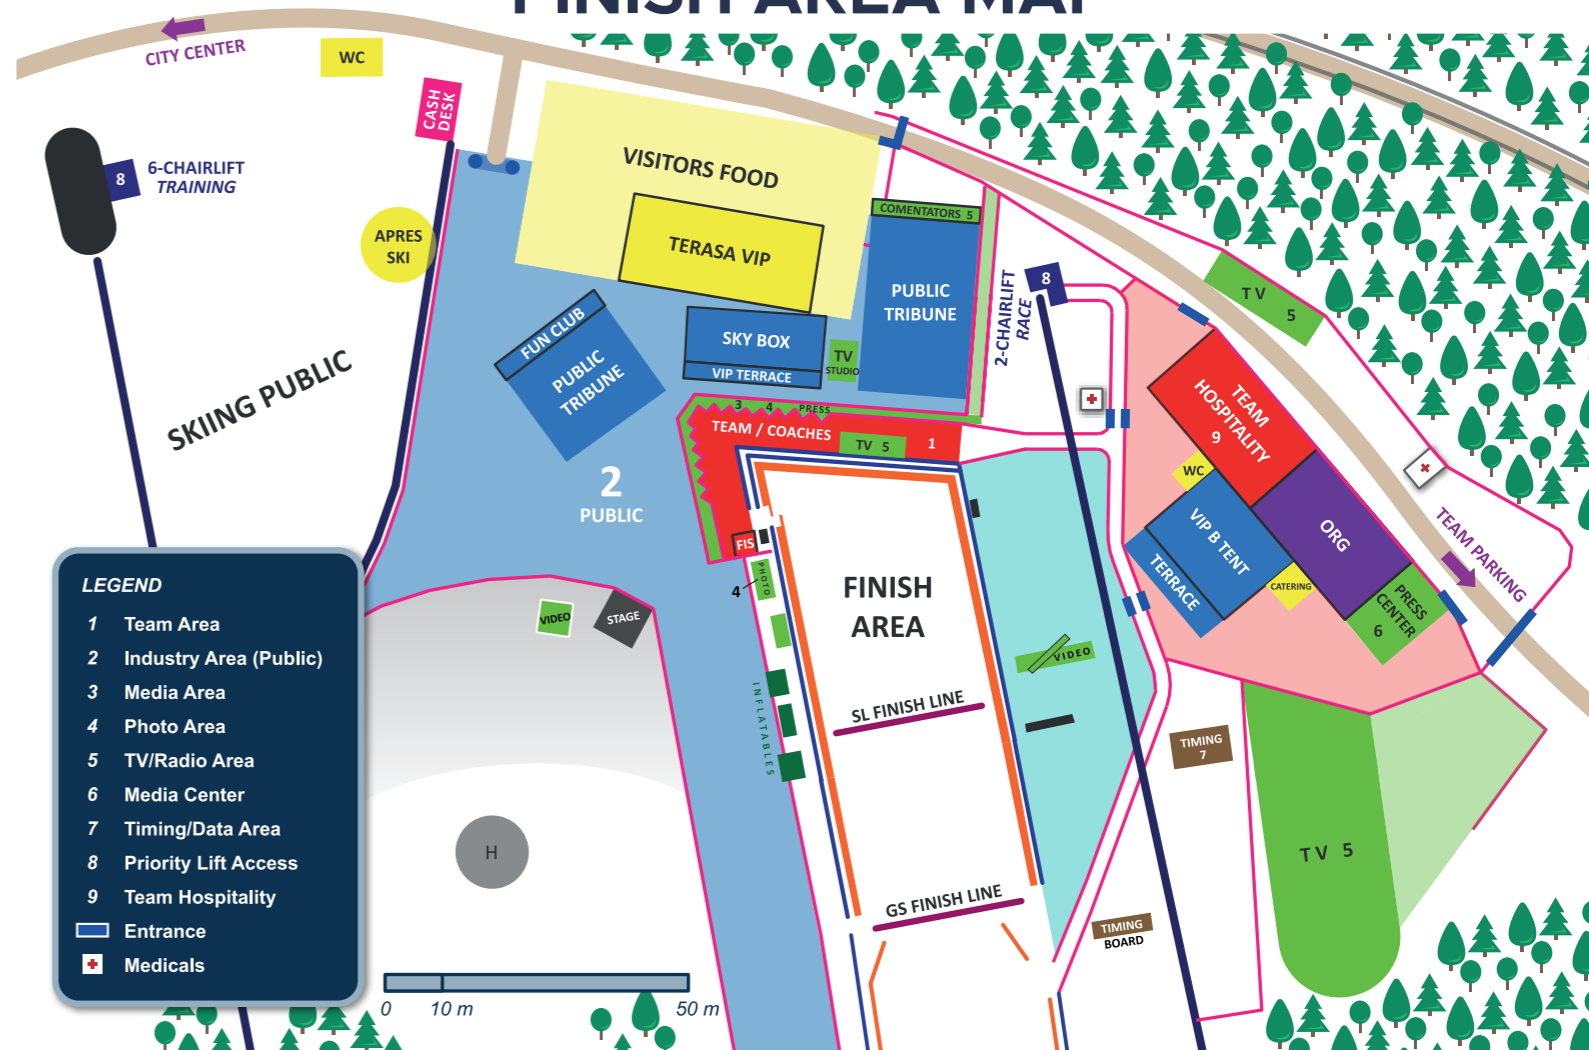 FINISH AREA MAP
CITY CENTER
WC
CASH
DESK
8
6-CHAIRLIFT
TRAINING
APRES
SKI
SKIING PUBLIC
VISITORS FOOD
TERASA VIP
COMENTATORS 5
PUBLIC
TRIBUNE
FUN CLUB
PUBLIC
TRIBUNE
SKY BOX
VIP TERRACE
TV
STUDIO
2-CHAIRLIFT
RACE
8
TV
5
3
4
PRESS
TEAM / COACHES
TV 5
1
2
PUBLIC
TEAM
HOSPITALITY
9
WC
VIP B TENT
TERRACE
ORG
CATERING
PRESS
CENTER
6
TEAM PARKING
FIS
PHOTO
4
VIDEO
STAGE
INFLATABLES
FINISH
AREA
VIDEO
SL FINISH LINE
GS FINISH LINE
TIMING
7
TV 5
TIMING
BOARD
H
LEGEND
1 Team Area
2 Industry Area (Public)
3 Media Area
4 Photo Area
5 TV/Radio Area
6 Media Center
7 Timing/Data Area
8 Priority Lift Access
9 Team Hospitality
Entrance
Medicals
0 10 m 50 m